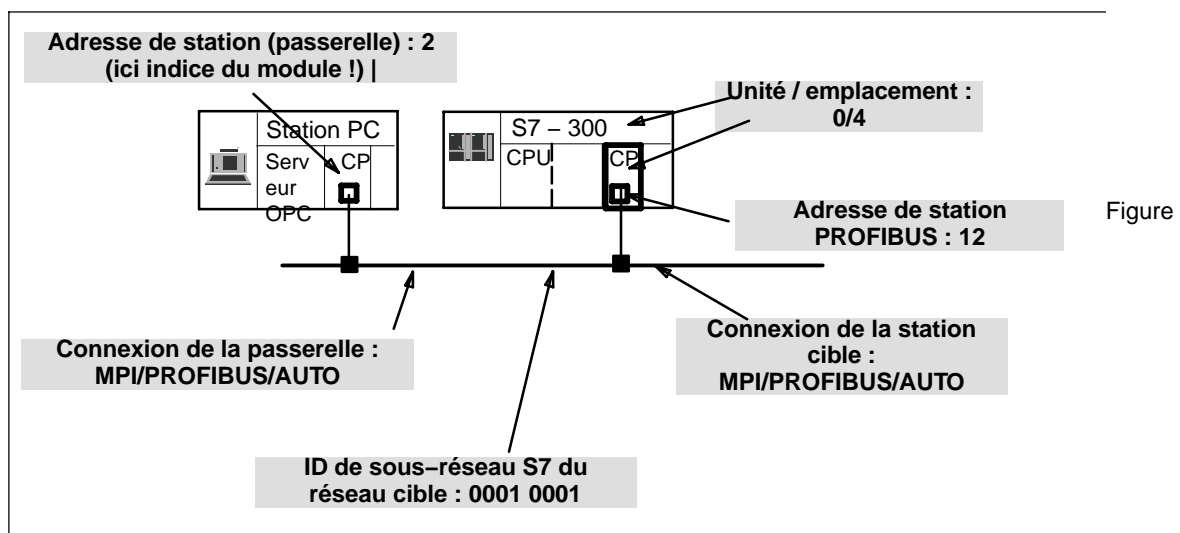 Adresse de station (passerelle) : 2
(ici indice du module !) |
Unité / emplacement :
0/4
Station PC
Serv
eur
OPC
CP
S7 – 300
CPU
CP
Adresse de station
PROFIBUS : 12
Figure
Connexion de la passerelle :
MPI/PROFIBUS/AUTO
Connexion de la station
cible :
MPI/PROFIBUS/AUTO
ID de sous–réseau S7 du
réseau cible : 0001 0001